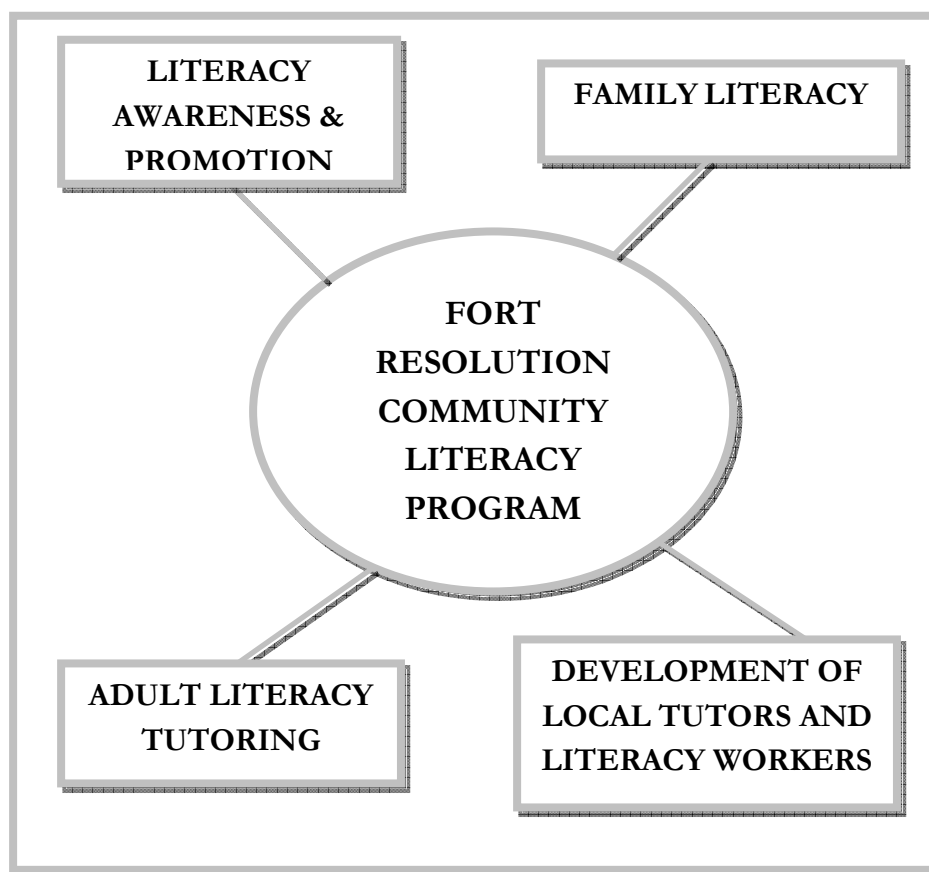 LITERACY
AWARENESS &
PROMOTION
FAMILY LITERACY
FORT
RESOLUTION
COMMUNITY
LITERACY
PROGRAM
ADULT LITERACY
TUTORING
DEVELOPMENT OF
LOCAL TUTORS AND
LITERACY WORKERS